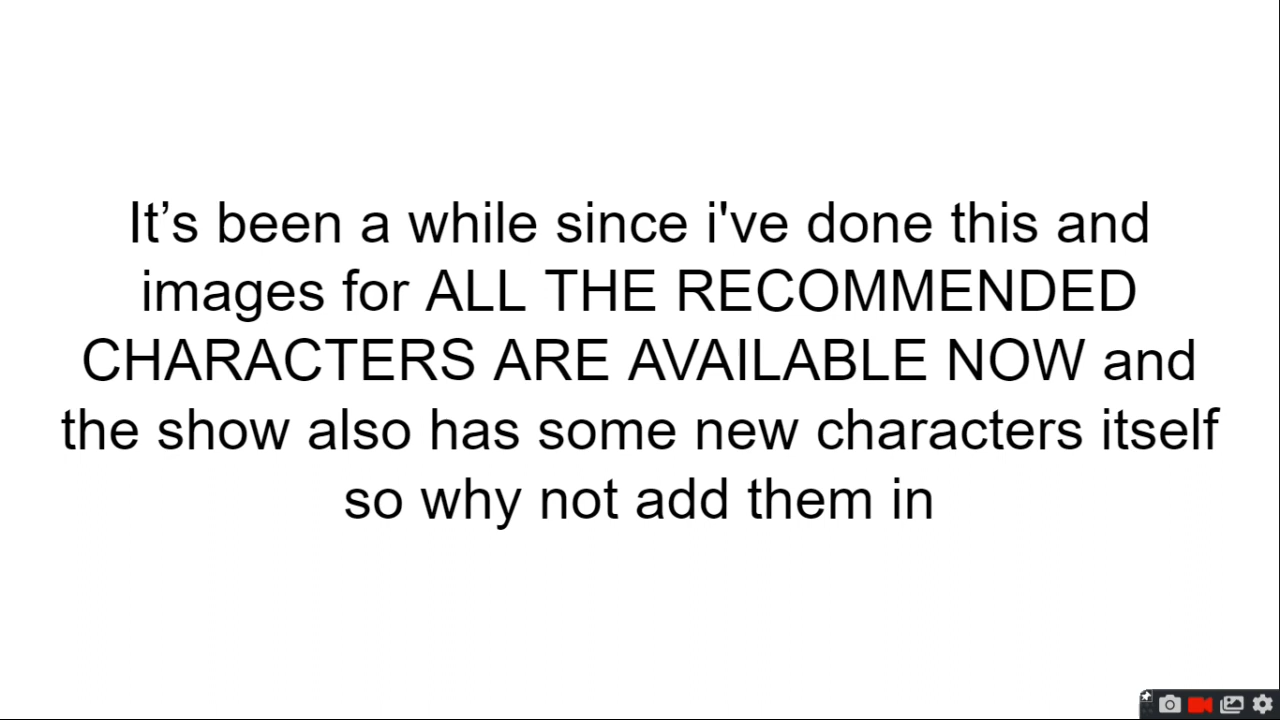 It’s been a while since i've done this and
images for ALL THE RECOMMENDED
CHARACTERS ARE AVAILABLE NOW and
the show also has some new characters itself
so why not add them in